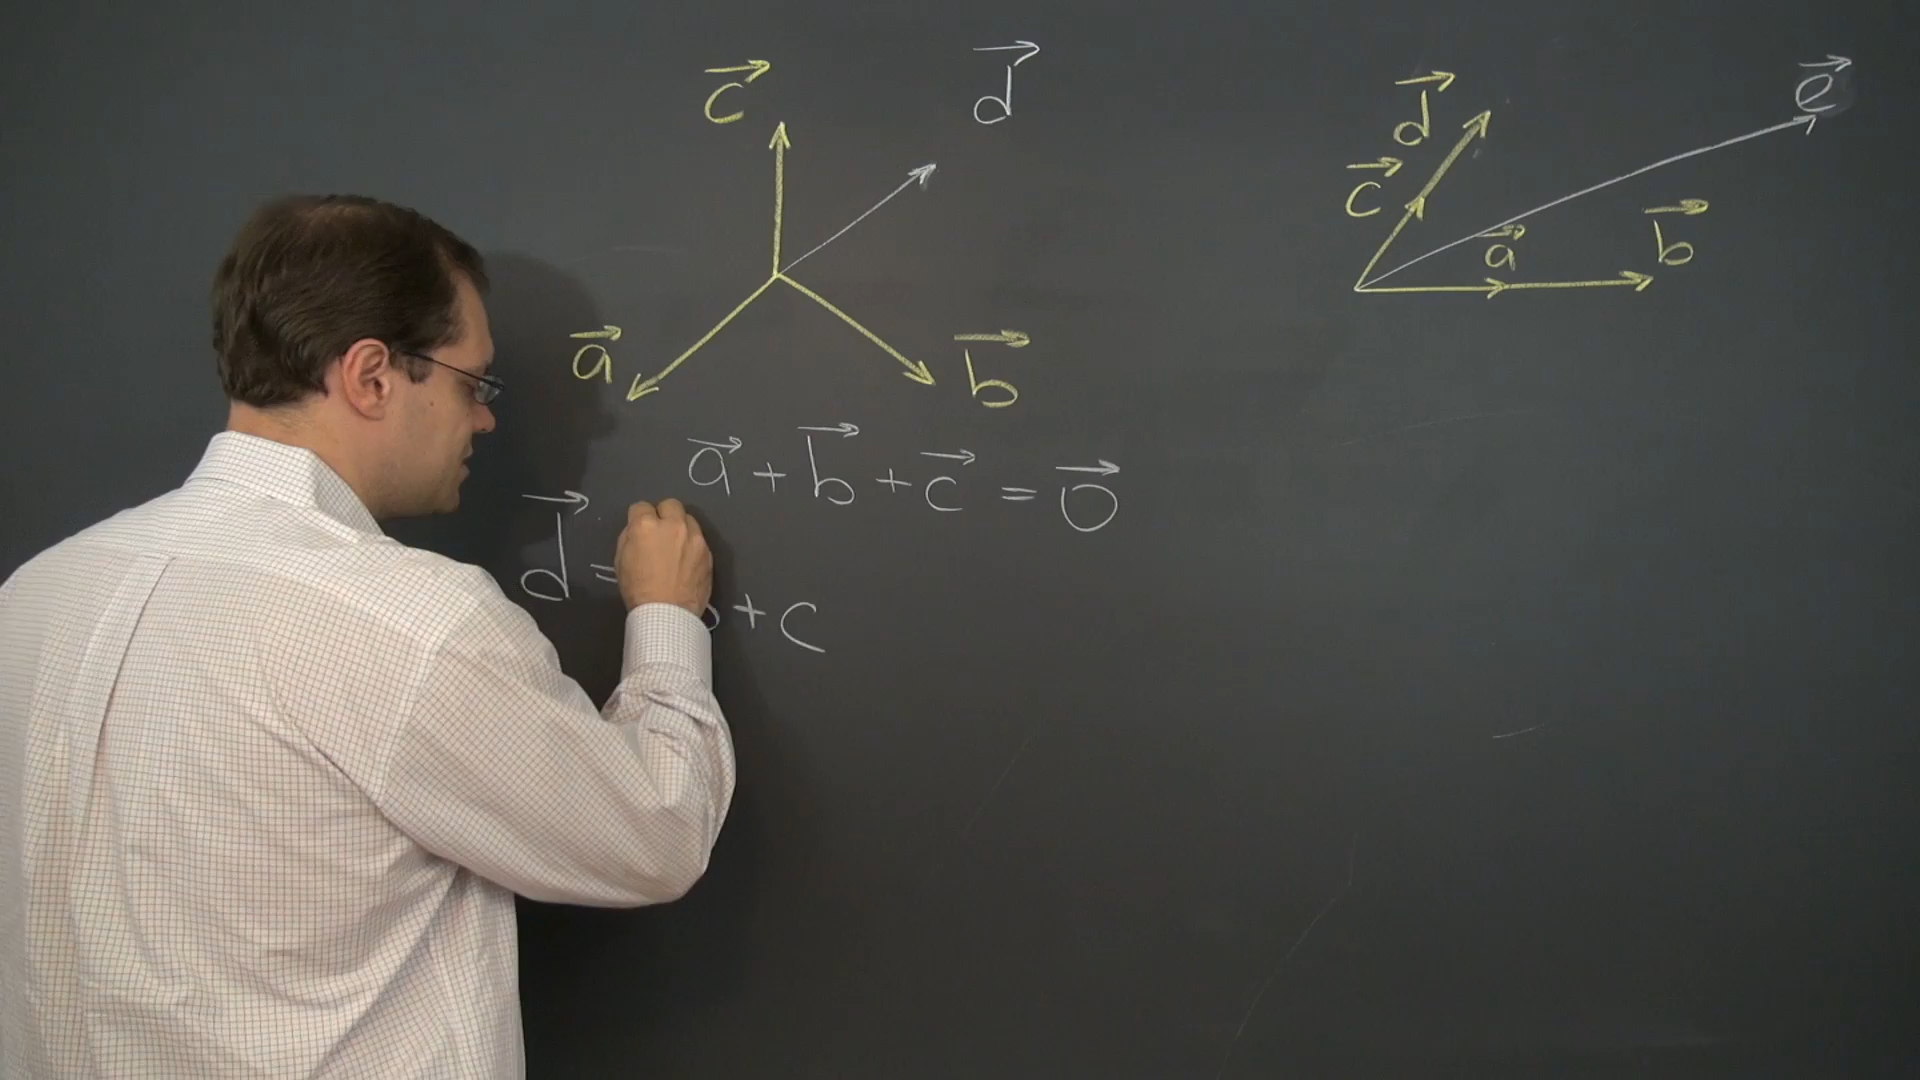 c⃗
d⃗
a⃗
b⃗
a⃗ + b⃗ + c⃗ = 0⃗
d⃗ =
+ c
d⃗
c⃗
a⃗
b⃗
e⃗